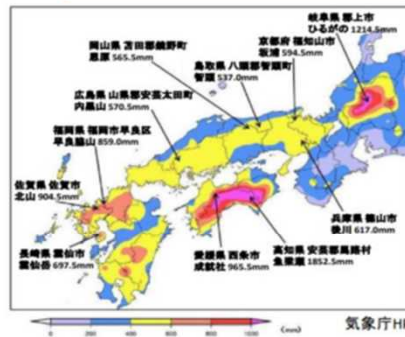 岐阜県 郡上市
ひるがの 1214.5mm
京都府 福知山市
坂浦 594.5mm
岡山県 苫田郡鏡野町
恩原 565.5mm
鳥取県 八頭郡智頭町
智頭 537.0mm
広島県 山県郡安芸太田町
内黒山 570.5mm
福岡県 福岡市早良区
早良脇山 859.0mm
佐賀県 佐賀市
北山 904.5mm
長崎県 雲仙市
雲仙岳 697.5mm
愛媛県 西条市
成就社 965.5mm
高知県 安芸郡馬路村
魚梁瀬 1852.5mm
兵庫県 篠山市
後川 617.0mm
0 200 400 600 800 1000 (mm)
気象庁HP